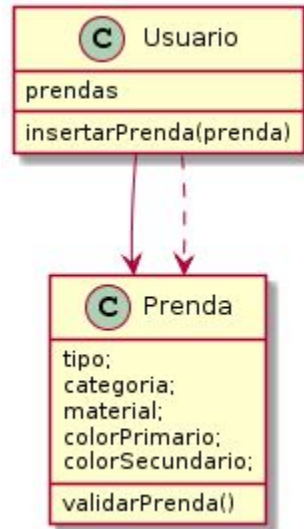 C Usuario
prendas
insertarPrenda(prenda)
C Prenda
tipo;
categoria;
material;
colorPrimario;
colorSecundario;
validarPrenda()